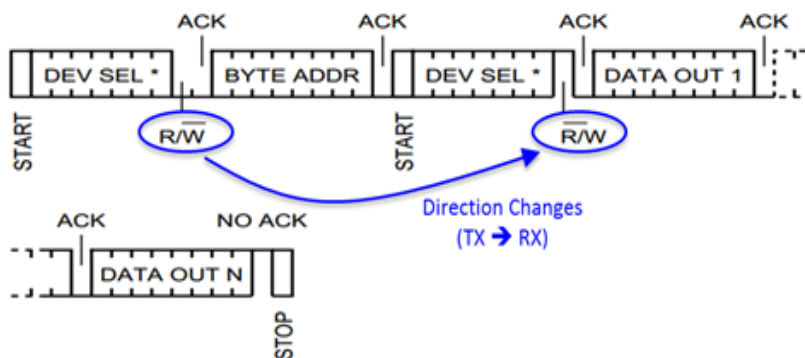 ACK ACK ACK ACK
DEV SEL * BYTE ADDR DEV SEL * DATA OUT 1
START R/W̅ START R̅/W
Direction Changes
(TX ➔ RX)
ACK NO ACK
DATA OUT N
STOP